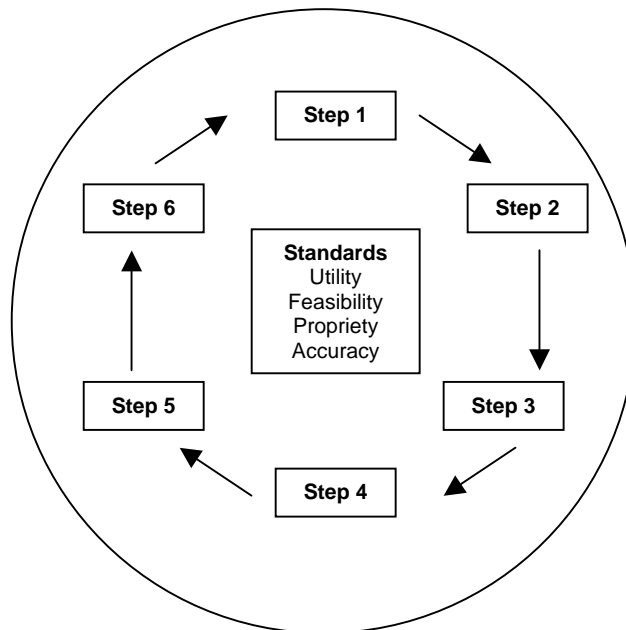 Step 1
Step 2
Step 3
Step 4
Step 5
Step 6
Standards
Utility
Feasibility
Propriety
Accuracy